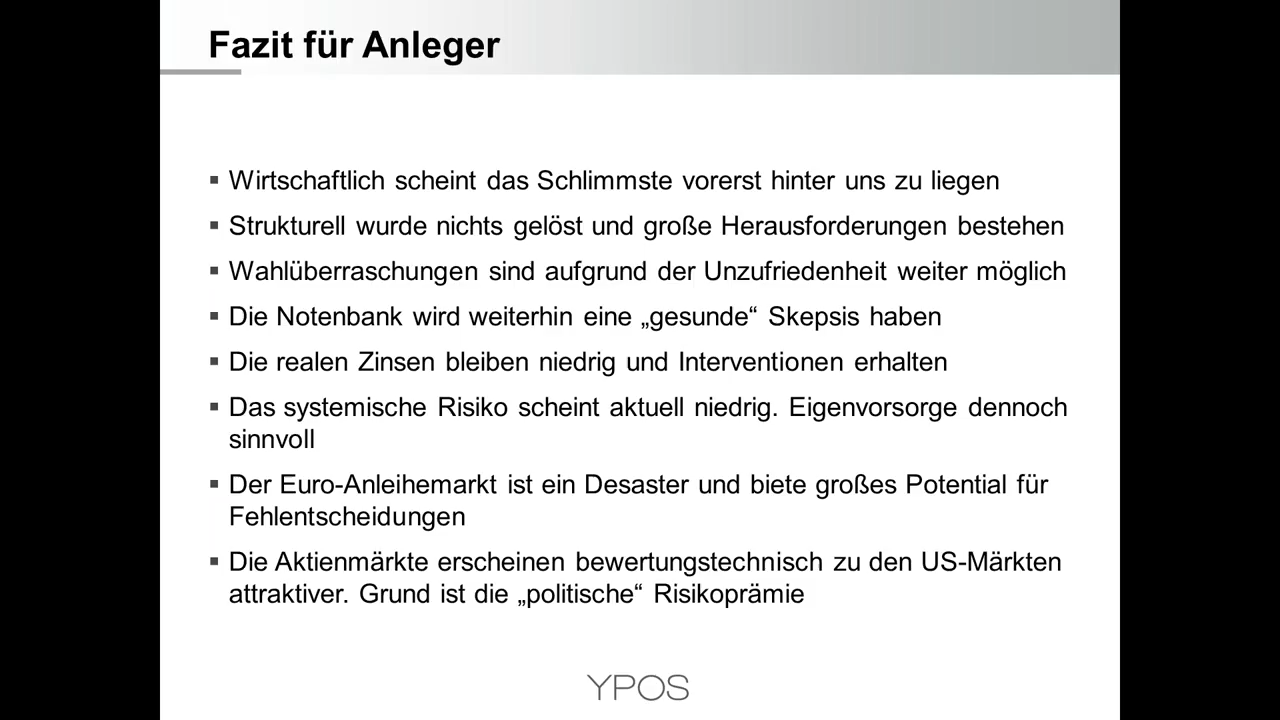 Fazit für Anleger
▪ Wirtschaftlich scheint das Schlimmste vorerst hinter uns zu liegen
▪ Strukturell wurde nichts gelöst und große Herausforderungen bestehen
▪ Wahlüberraschungen sind aufgrund der Unzufriedenheit weiter möglich
▪ Die Notenbank wird weiterhin eine „gesunde“ Skepsis haben
▪ Die realen Zinsen bleiben niedrig und Interventionen erhalten
▪ Das systemische Risiko scheint aktuell niedrig. Eigenvorsorge dennoch
sinnvoll
▪ Der Euro-Anleihemarkt ist ein Desaster und biete großes Potential für
Fehlentscheidungen
▪ Die Aktienmärkte erscheinen bewertungstechnisch zu den US-Märkten
attraktiver. Grund ist die „politische“ Risikoprämie
YPOS